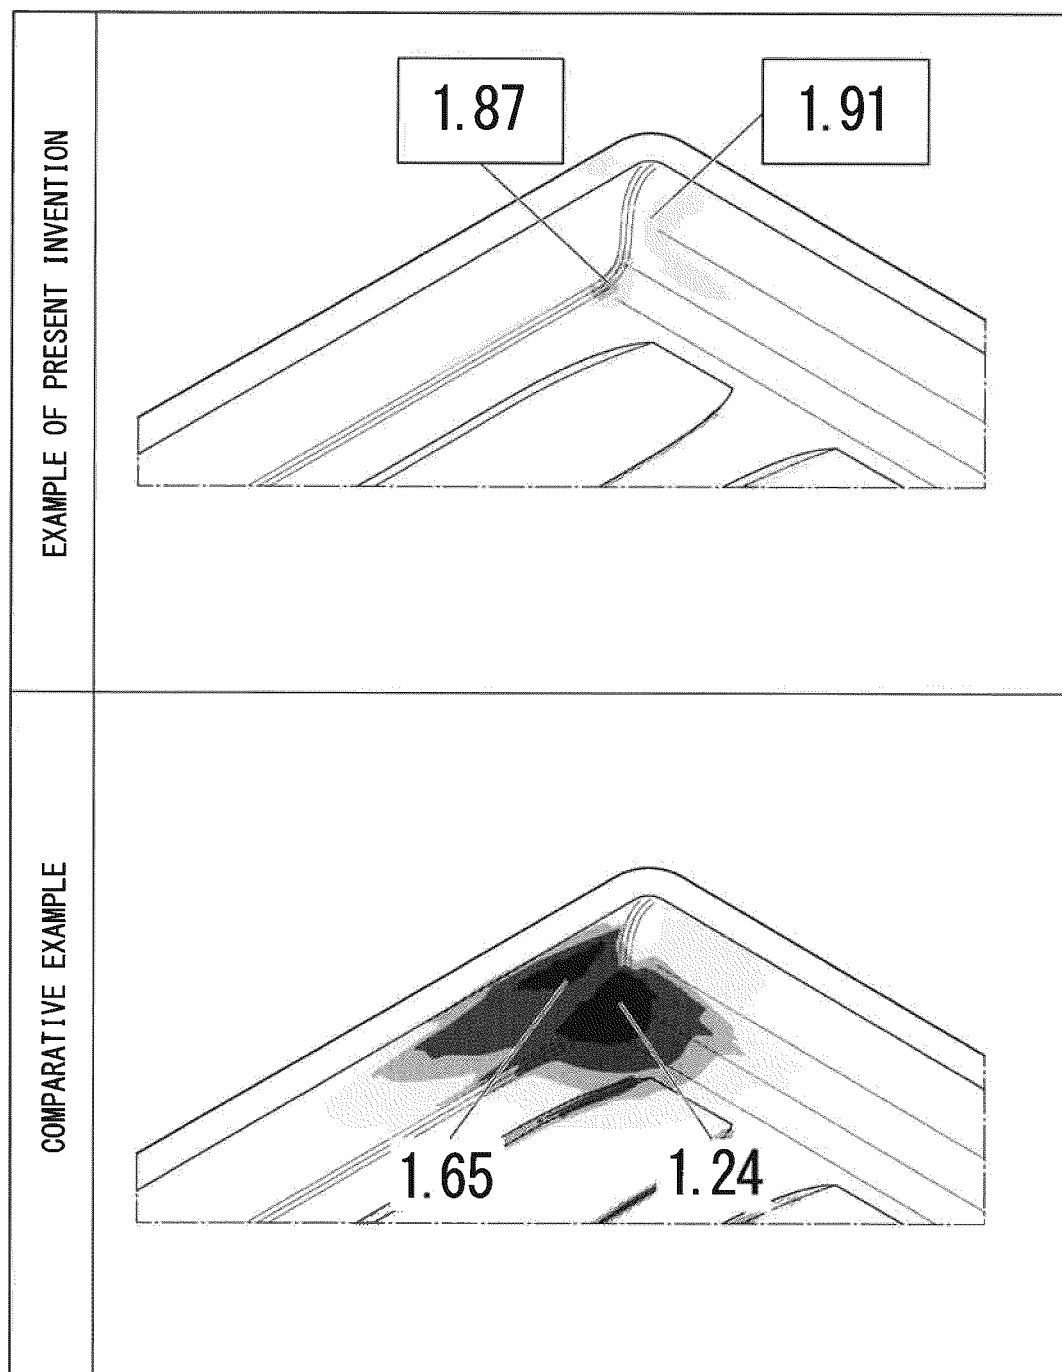 EXAMPLE OF PRESENT INVENTION
1.87
1.91
COMPARATIVE EXAMPLE
1.65
1.24